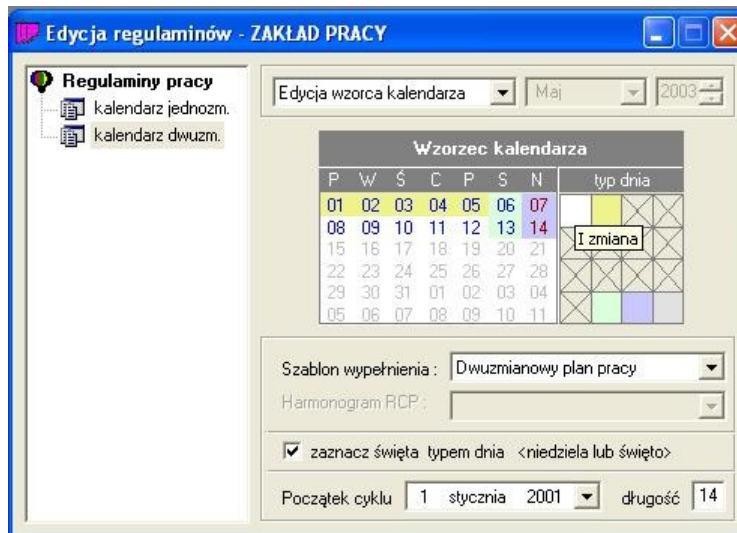 Edycja regulaminów - ZAKŁAD PRACY
Regulaminy pracy
kalendarz jednozm.
kalendarz dwuzm.
Edycja wzorca kalendarza Maj 2003
Wzorzec kalendarza
P W Ś C P S N typ dnia
01 02 03 04 05 06 07
08 09 10 11 12 13 14
I zmiana
15 16 17 18 19 20 21
22 23 24 25 26 27 28
29 30 31 01 02 03 04
05 06 07 08 09 10 11
Szablon wypełnienia : Dwuzmianowy plan pracy
Harmonogram RCP :
zaznacz święta typem dnia <niedziela lub święto>
Początek cyklu 1 stycznia 2001 długość 14